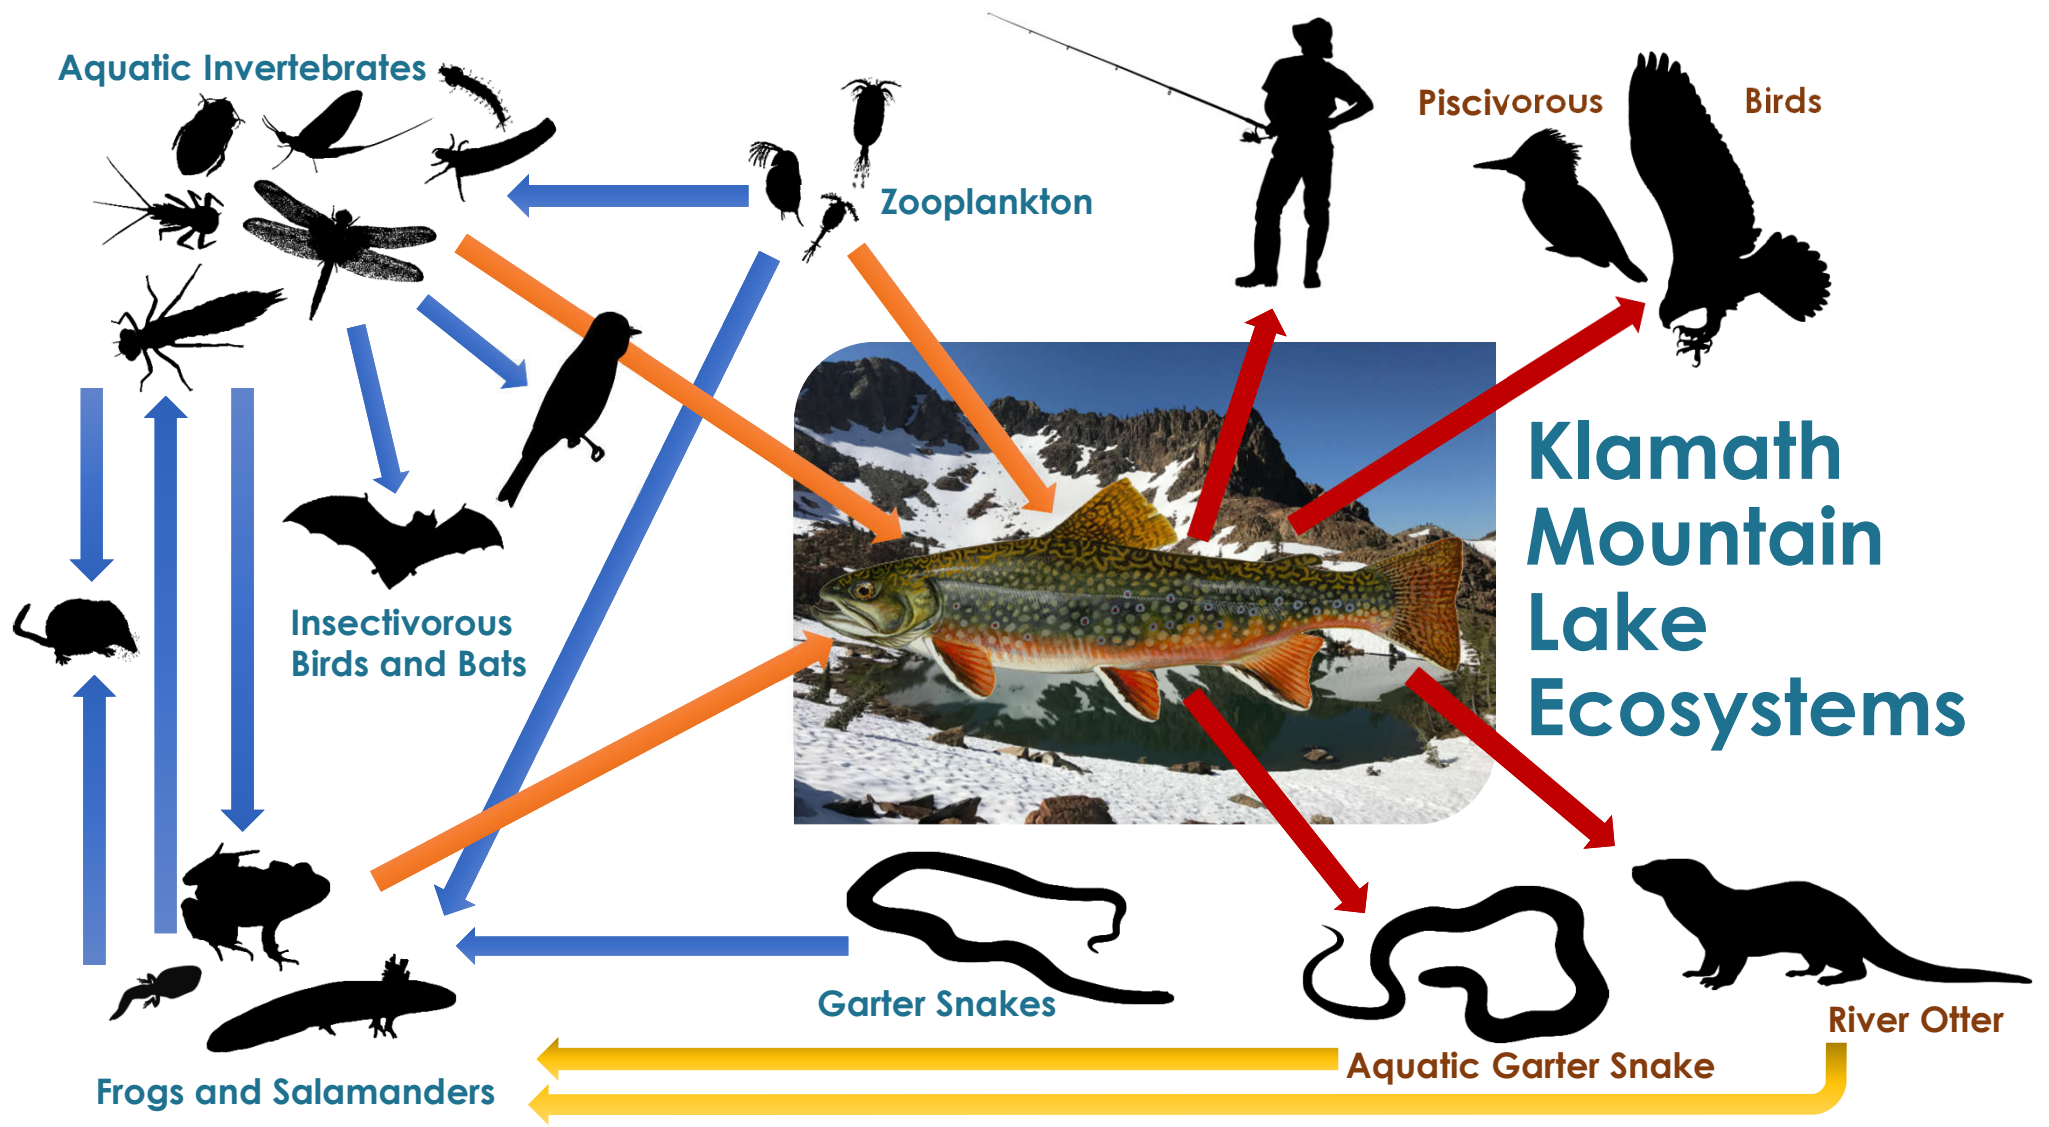 Aquatic Invertebrates
Zooplankton
Piscivorous
Birds
Klamath
Mountain
Lake
Ecosystems
Insectivorous
Birds and Bats
Garter Snakes
River Otter
Aquatic Garter Snake
Frogs and Salamanders